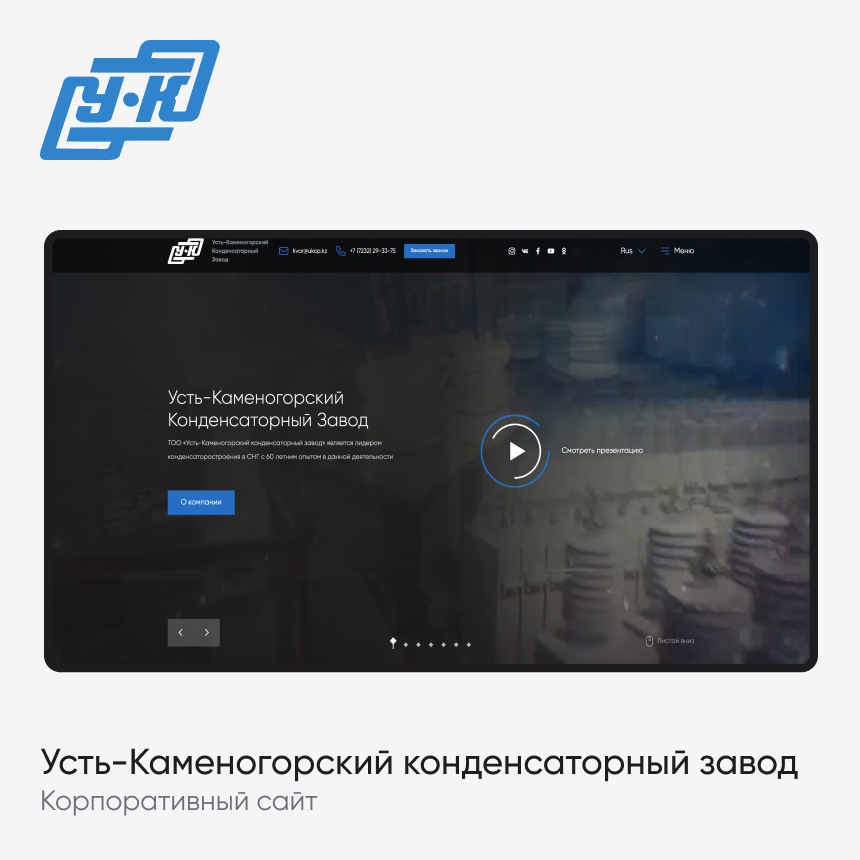 У·К
У·К
Усть-Каменогорский
Конденсаторный
Завод
kvar@ukcp.kz
+7 (7232) 29-33-75
Заказать звонок
Rus
Меню
Усть-Каменогорский
Конденсаторный Завод
ТОО «Усть-Каменогорский конденсаторный завод» является лидером
конденсаторостроения в СНГ с 60 летним опытом в данной деятельности
Смотреть презентацию
О компании
Листай вниз
Усть-Каменогорский конденсаторный завод
Корпоративный сайт